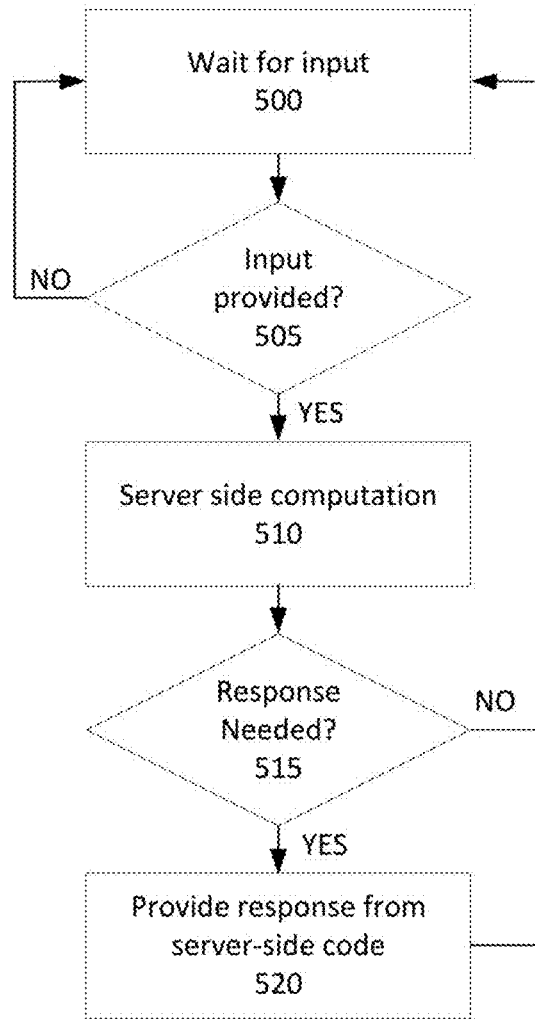 Wait for input
500
Input
provided?
505
NO
YES
Server side computation
510
Response
Needed?
515
NO
YES
Provide response from
server-side code
520